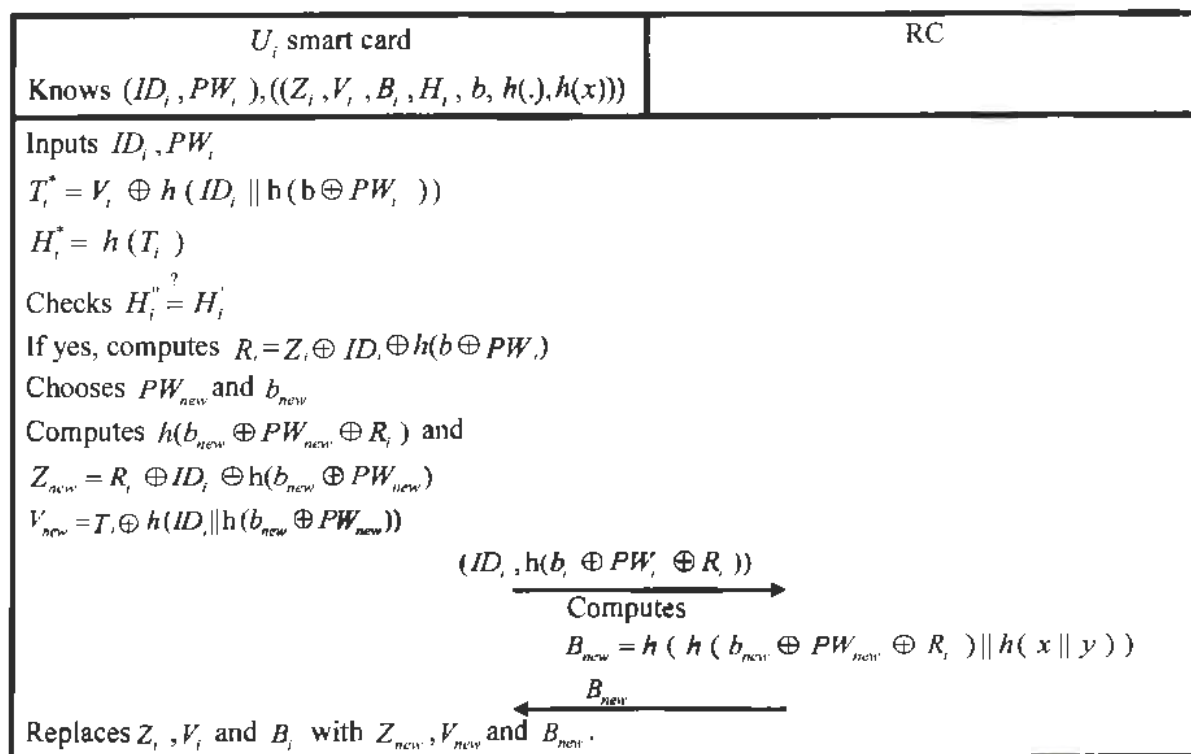 U_i smart card
RC
Knows (ID_i, PW_i), ((Z_i, V_i, B_i, H_i, b, h(.), h(x)))
Inputs ID_i, PW_i
T_i^* = V_i ⊕ h (ID_i || h(b ⊕ PW_i ))
H_i^* = h (T_i )
Checks H_i^" ≟ H_i^'
If yes, computes R_i = Z_i ⊕ ID_i ⊕ h(b ⊕ PW_i)
Chooses PW_new and b_new
Computes h(b_new ⊕ PW_new ⊕ R_i ) and
Z_new = R_i ⊕ ID_i ⊕ h(b_new ⊕ PW_new)
V_new = T_i ⊕ h(ID_i || h(b_new ⊕ PW_new))
(ID_i , h(b_i ⊕ PW_i ⊕ R_i ))
Computes
B_new = h ( h ( b_new ⊕ PW_new ⊕ R_i ) || h( x || y ) )
B_new
Replaces Z_i , V_i and B_i with Z_new , V_new and B_new .